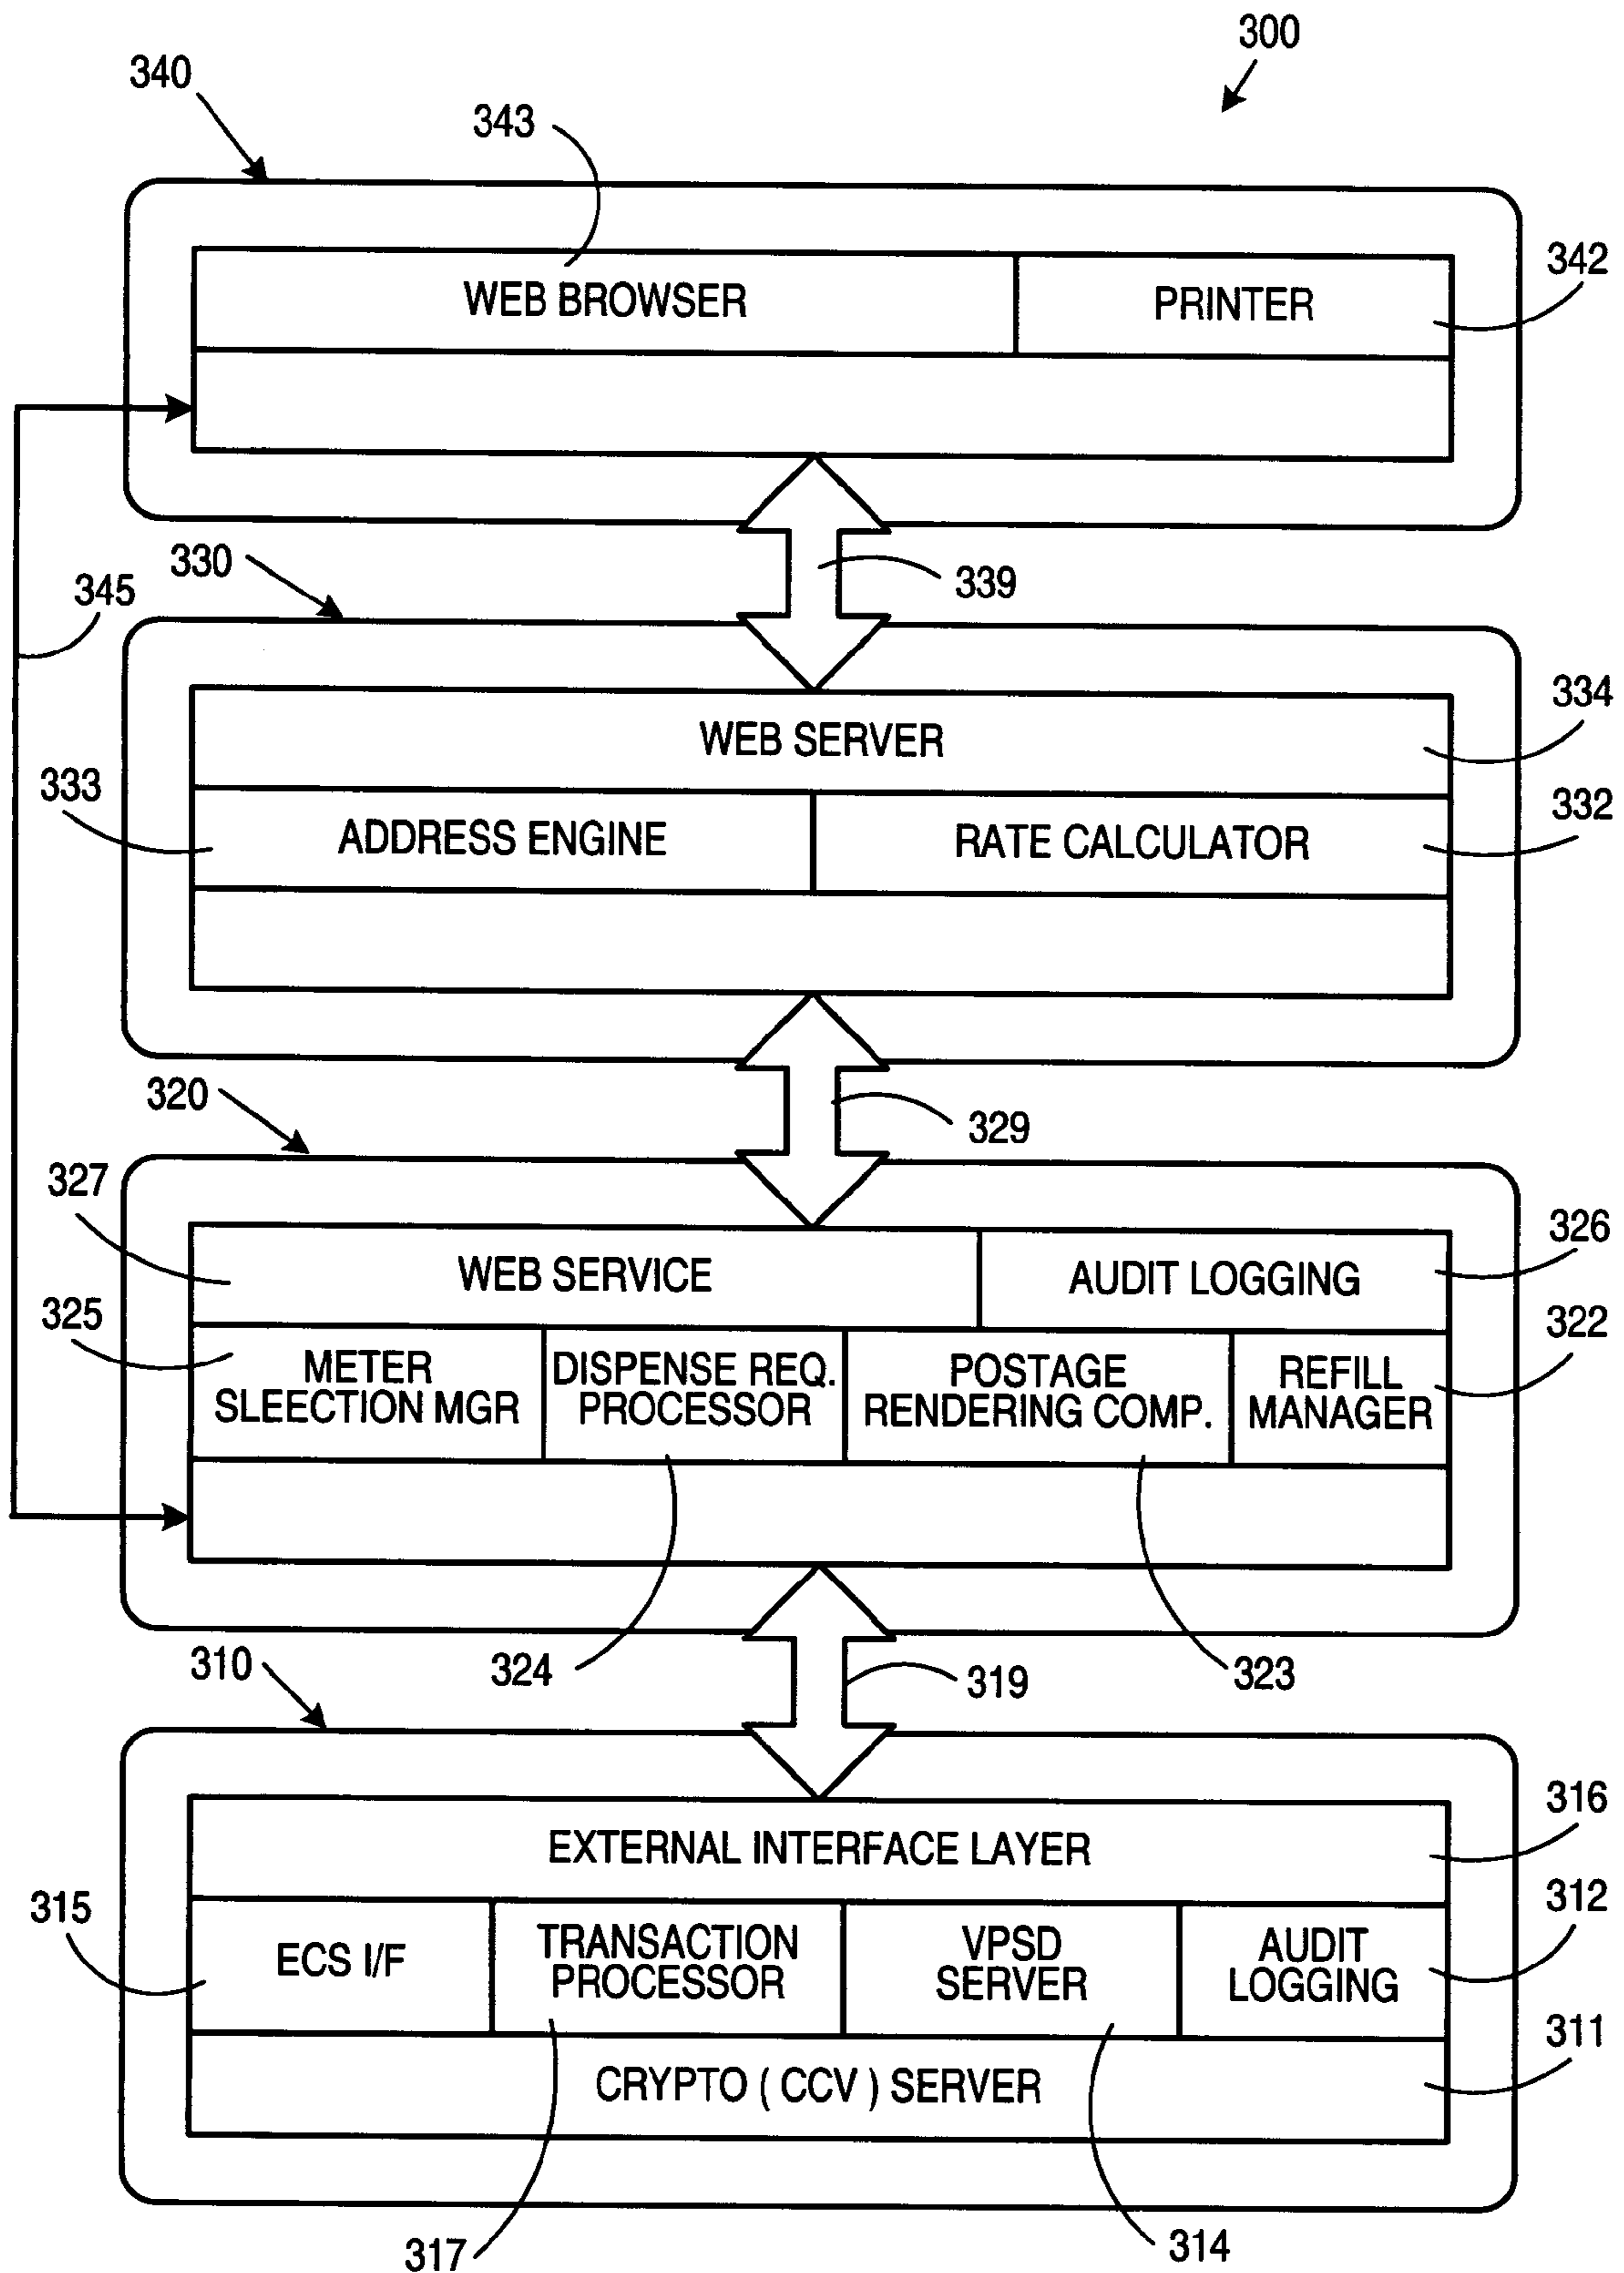 300
340
343
342
WEB BROWSER
PRINTER
330
339
345
334
WEB SERVER
333
332
ADDRESS ENGINE
RATE CALCULATOR
320
329
327
326
WEB SERVICE
AUDIT LOGGING
325
322
METER
SLEECTION MGR
DISPENSE REQ.
PROCESSOR
POSTAGE
RENDERING COMP.
REFILL
MANAGER
310
324
319
323
316
EXTERNAL INTERFACE LAYER
315
312
ECS I/F
TRANSACTION
PROCESSOR
VPSD
SERVER
AUDIT
LOGGING
311
CRYPTO ( CCV ) SERVER
317
314